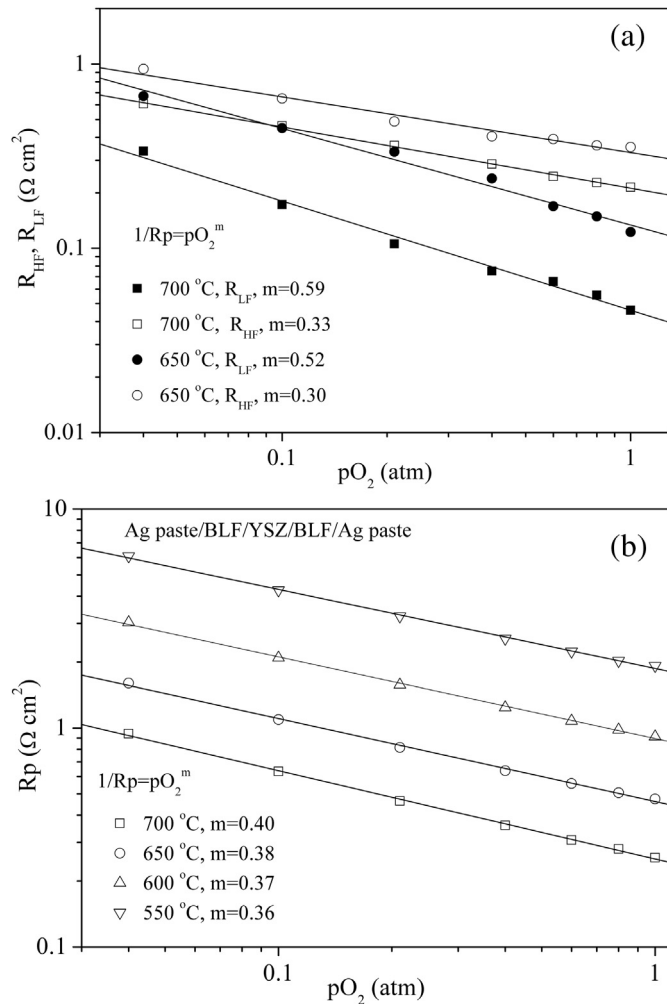 (a)
1
0.1
0.01
R_HF, R_LF (Ω cm²)
1/Rp=pO₂^m
700 °C, R_LF, m=0.59
700 °C, R_HF, m=0.33
650 °C, R_LF, m=0.52
650 °C, R_HF, m=0.30
0.1 1
pO₂ (atm)
(b)
Ag paste/BLF/YSZ/BLF/Ag paste
10
1
0.1
Rp (Ω cm²)
1/Rp=pO₂^m
700 °C, m=0.40
650 °C, m=0.38
600 °C, m=0.37
550 °C, m=0.36
0.1 1
pO₂ (atm)